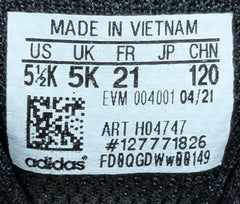 MADE IN VIETNAM
US UK FR JP CHN
5½K 5K 21 120
EVM 004001 04/21
ART H04747
#127771826
adidas FD0QGDWw00149